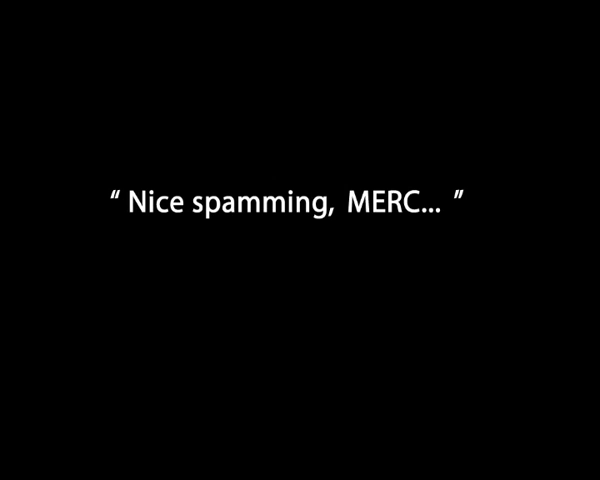 “ Nice spamming, MERC... ”